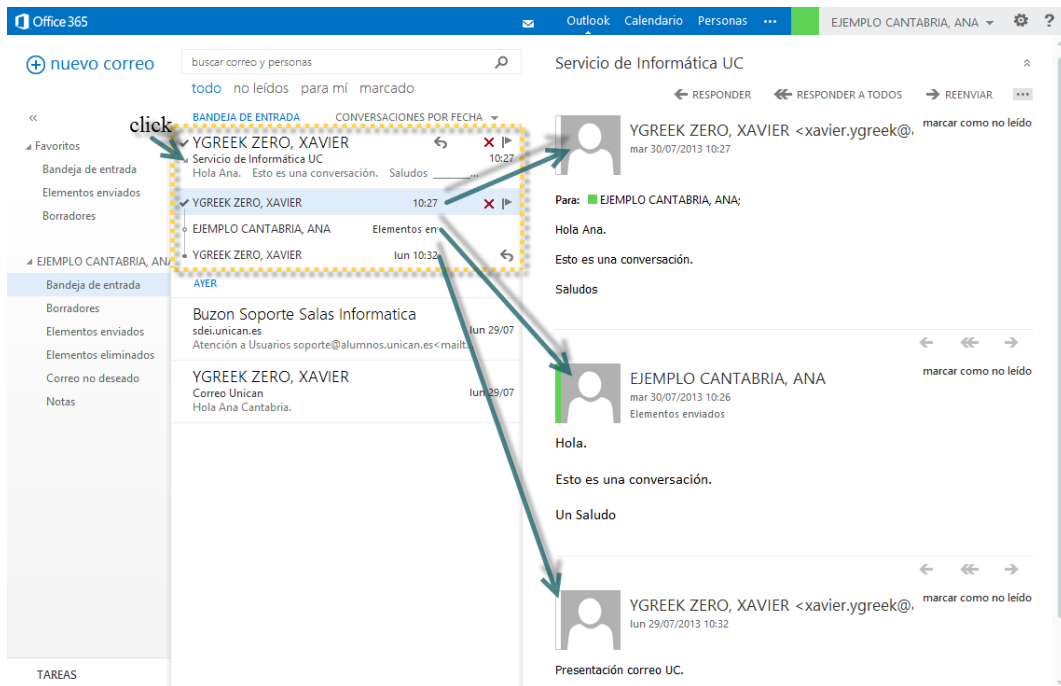 Office 365
Outlook Calendario Personas ··· EJEMPLO CANTABRIA, ANA ?
nuevo correo
buscar correo y personas
todo no leídos para mí marcado
BANDEJA DE ENTRADA CONVERSACIONES POR FECHA
click
Favoritos
Bandeja de entrada
Elementos enviados
Borradores
EJEMPLO CANTABRIA,
Bandeja de entrada
Borradores
Elementos enviados
Elementos eliminados
Correo no deseado
Notas
TAREAS
YGREEK ZERO, XAVIER
Servicio de Informática UC 10:27
Hola Ana. Esto es una conversación. Saludos ______...
YGREEK ZERO, XAVIER 10:27
EJEMPLO CANTABRIA, ANA Elementos en
YGREEK ZERO, XAVIER lun 10:32
AYER
Buzon Soporte Salas Informatica
sdei.unican.es lun 29/07
Atención a Usuarios soporte@alumnos.unican.es<mailt...
YGREEK ZERO, XAVIER
Correo Unican lun 29/07
Hola Ana Cantabria.
Servicio de Informática UC
RESPONDER RESPONDER A TODOS REENVIAR ···
YGREEK ZERO, XAVIER <xavier.ygreek@ marcar como no leído
mar 30/07/2013 10:27
Para: EJEMPLO CANTABRIA, ANA;
Hola Ana.
Esto es una conversación.
Saludos
marcar como no leído
EJEMPLO CANTABRIA, ANA
mar 30/07/2013 10:26
Elementos enviados
Hola.
Esto es una conversación.
Un Saludo
YGREEK ZERO, XAVIER <xavier.ygreek@ marcar como no leído
lun 29/07/2013 10:32
Presentación correo UC.